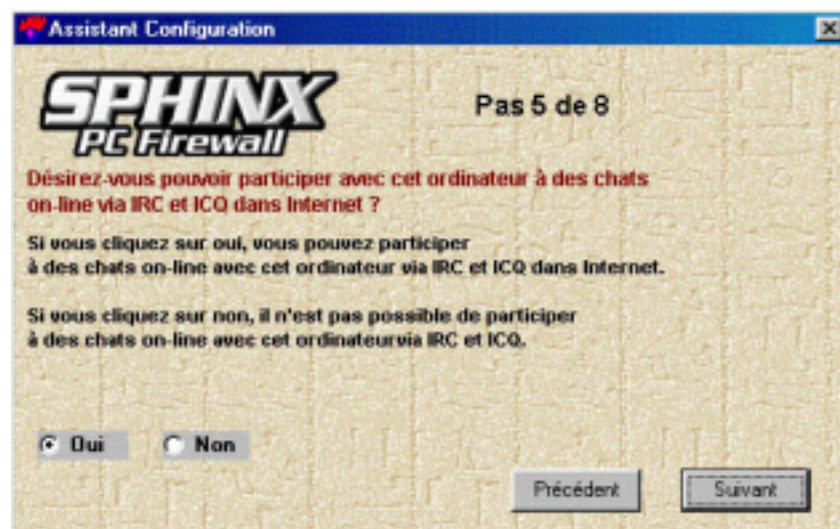 Assistant Configuration
SPHINX
PC Firewall
Pas 5 de 8
Désirez-vous pouvoir participer avec cet ordinateur à des chats
on-line via IRC et ICQ dans Internet ?
Si vous cliquez sur oui, vous pouvez participer
à des chats on-line avec cet ordinateur via IRC et ICQ dans Internet.
Si vous cliquez sur non, il n'est pas possible de participer
à des chats on-line avec cet ordinateurvia IRC et ICQ.
Oui Non
Précédent Suivant